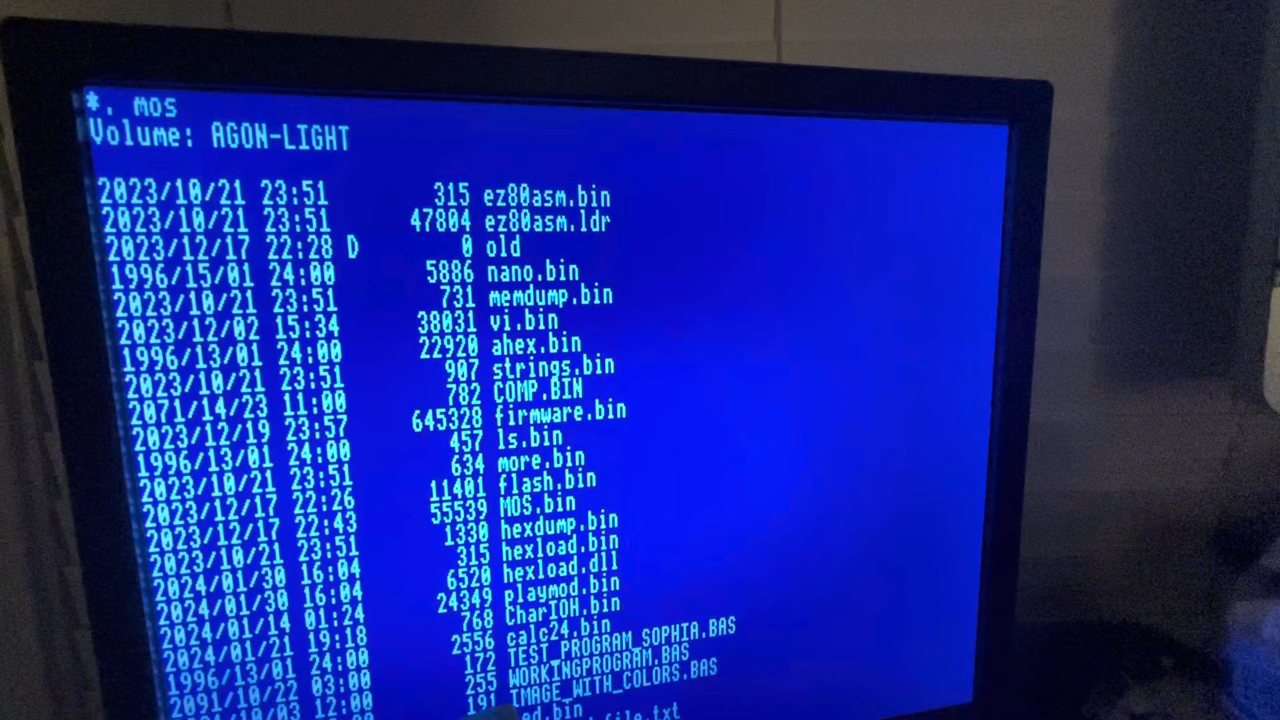 *. mos
Volume: AGON-LIGHT
2023/10/21 23:51 315 ez80asm.bin
2023/10/21 23:51 47804 ez80asm.ldr
2023/12/17 22:28 D 0 old
1996/15/01 24:00 5886 nano.bin
2023/10/21 23:51 731 memdump.bin
2023/12/02 15:34 38031 vi.bin
1996/13/01 24:00 22920 ahex.bin
2023/10/21 23:51 907 strings.bin
2071/14/23 11:00 782 COMP.BIN
2023/12/19 23:57 645328 firmware.bin
1996/13/01 24:00 457 ls.bin
2023/10/21 23:51 634 more.bin
2023/12/17 22:26 11401 flash.bin
2023/12/17 22:43 55539 MOS.bin
2023/10/21 23:51 1330 hexdump.bin
2024/01/30 16:04 315 hexload.bin
2024/01/30 16:04 6520 hexload.dll
2024/01/14 01:24 24349 playmod.bin
2024/01/21 19:18 768 CharIOH.bin
1996/13/01 24:00 2556 calc24.bin
2091/10/22 03:00 172 TEST_PROGRAM_SOPHIA.BAS
12:00 255 WORKINGPROGRAM.BAS
191 IMAGE_WITH_COLORS.BAS